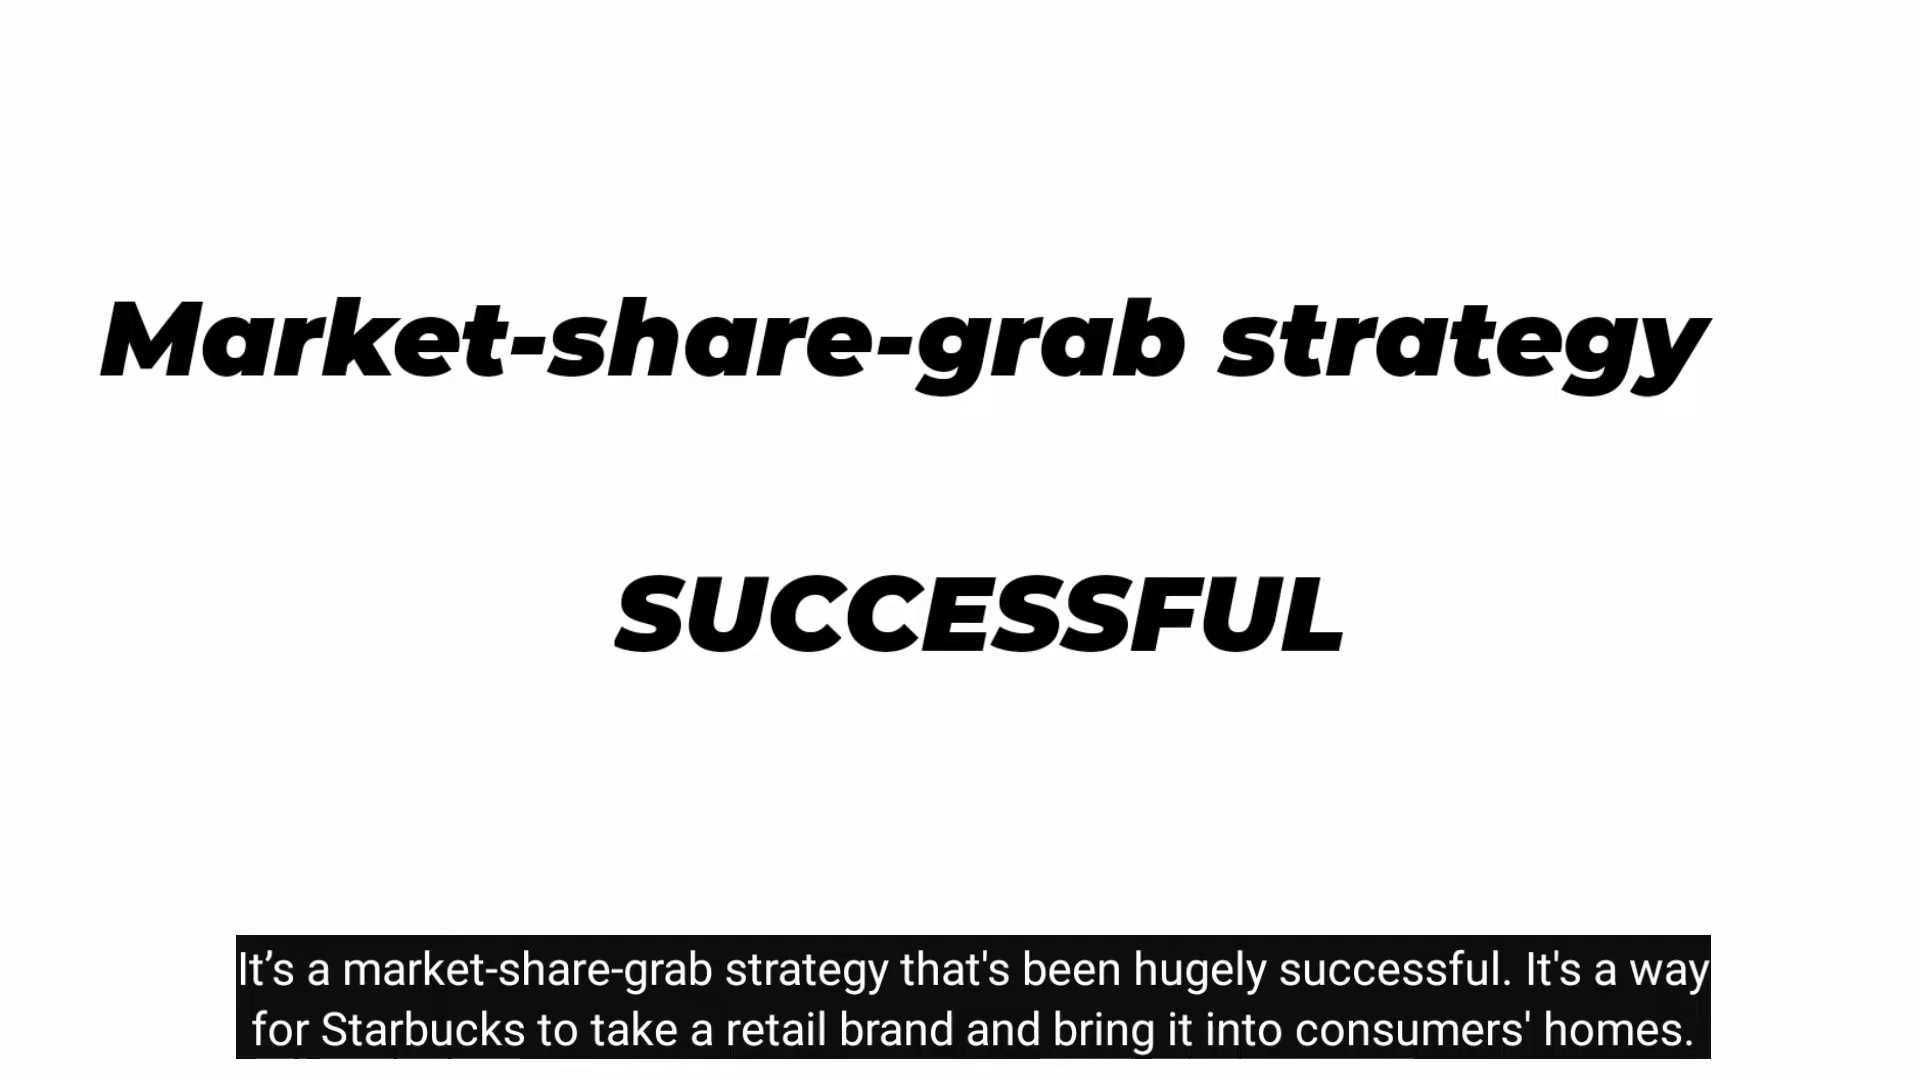 Market-share-grab strategy
SUCCESSFUL
It’s a market-share-grab strategy that's been hugely successful. It's a way
for Starbucks to take a retail brand and bring it into consumers' homes.